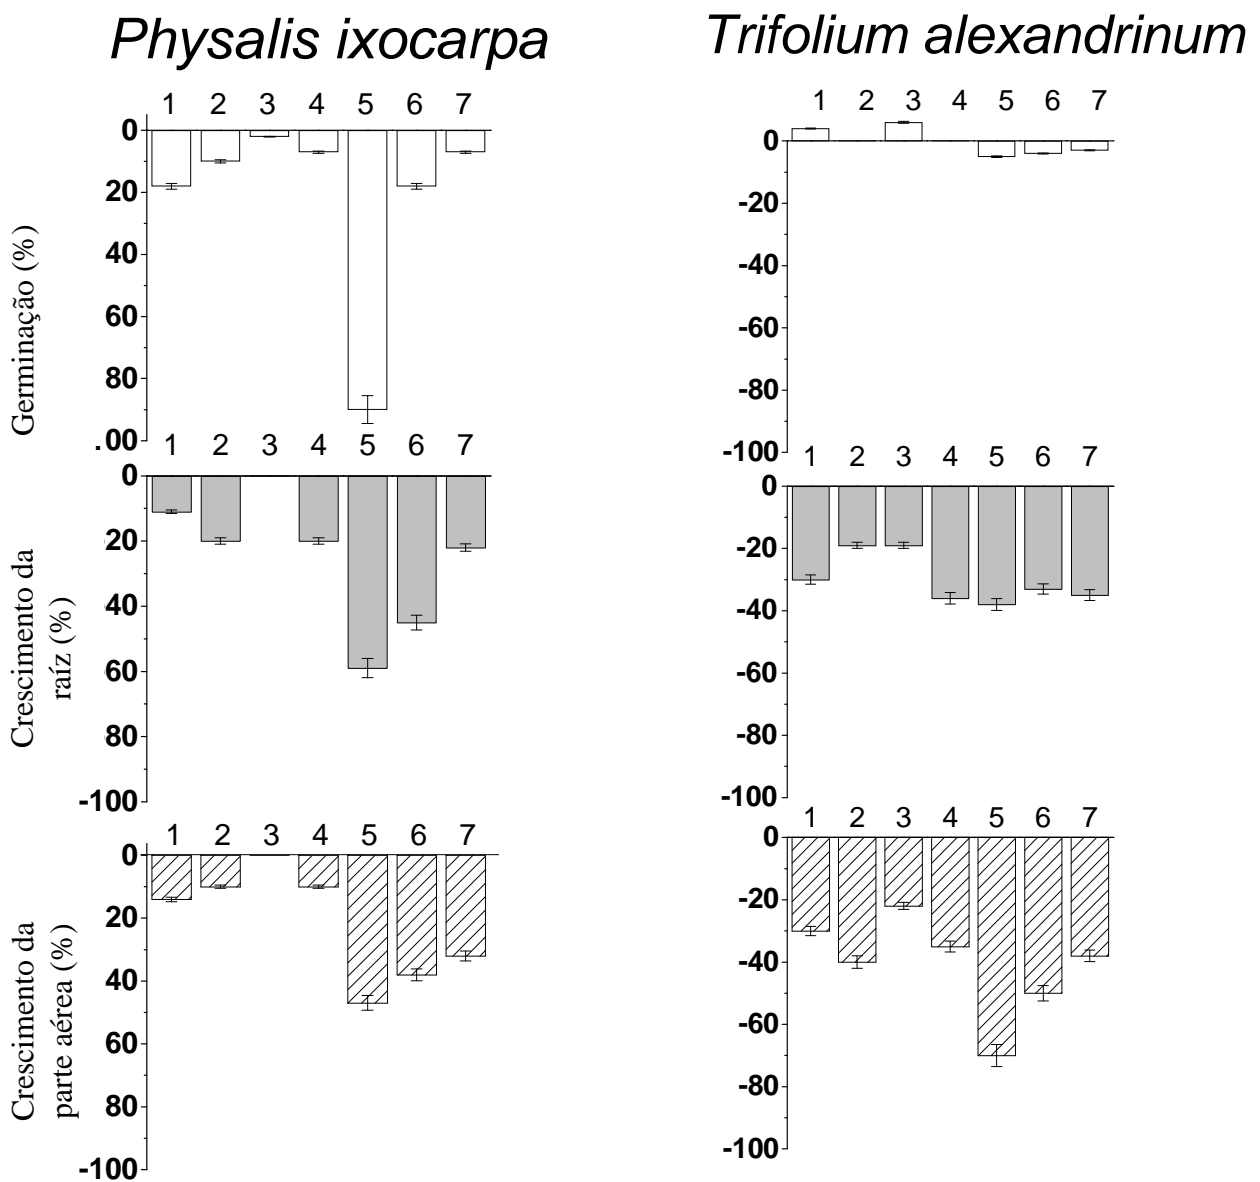 Physalis ixocarpa
Trifolium alexandrinum
1 2 3 4 5 6 7
0
20
40
60
80
.00
Germinação (%)
1 2 3 4 5 6 7
0
-20
-40
-60
-80
-100
1 2 3 4 5 6 7
0
20
40
60
80
-100
Crescimento da
raíz (%)
1 2 3 4 5 6 7
0
-20
-40
-60
-80
-100
1 2 3 4 5 6 7
0
20
40
60
80
-100
Crescimento da
parte aérea (%)
1 2 3 4 5 6 7
0
-20
-40
-60
-80
-100